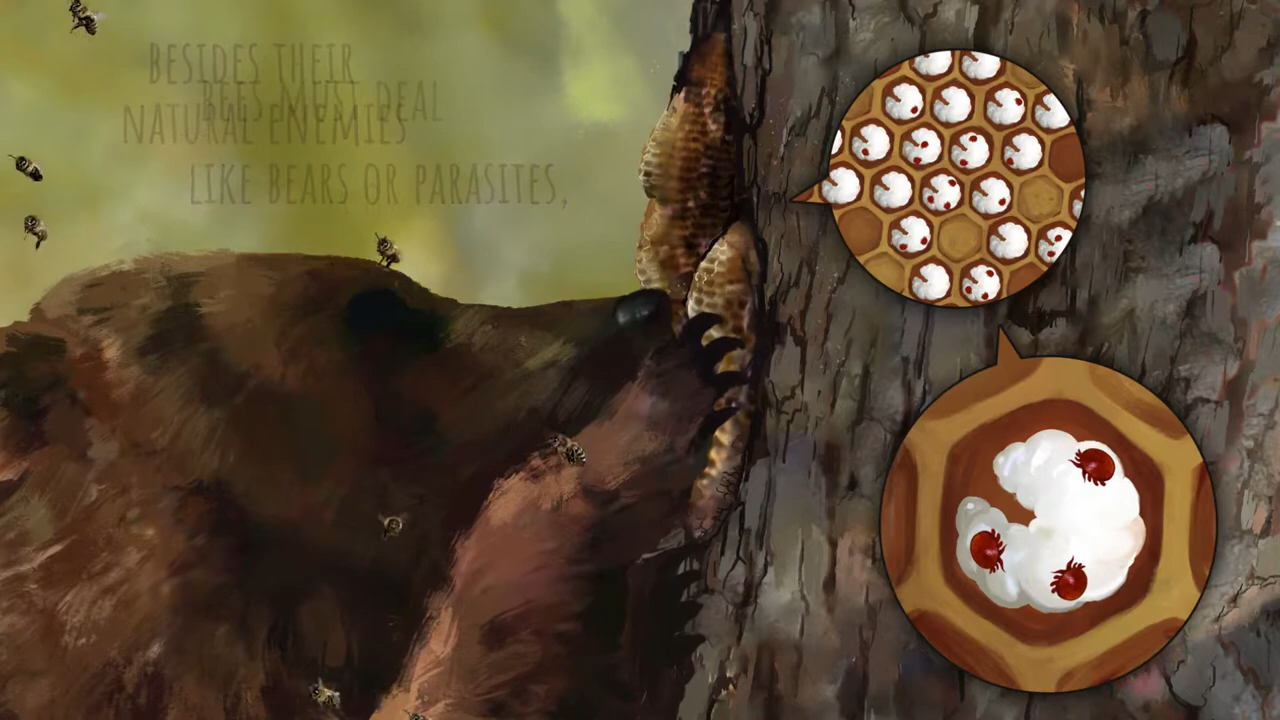 BESIDES THEIR
BEES MUST DEAL
NATURAL ENEMIES
LIKE BEARS OR PARASITES,